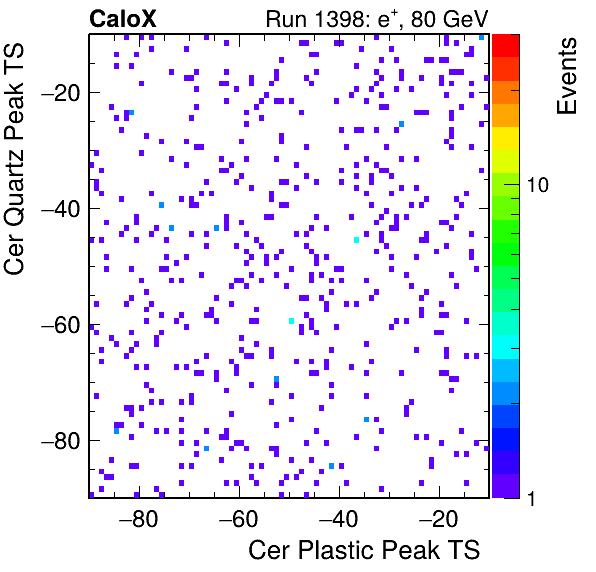 CaloX Run 1398: e⁺, 80 GeV
Events
10
1
Cer Quartz Peak TS
−20
−40
−60
−80
−80 −60 −40 −20
Cer Plastic Peak TS